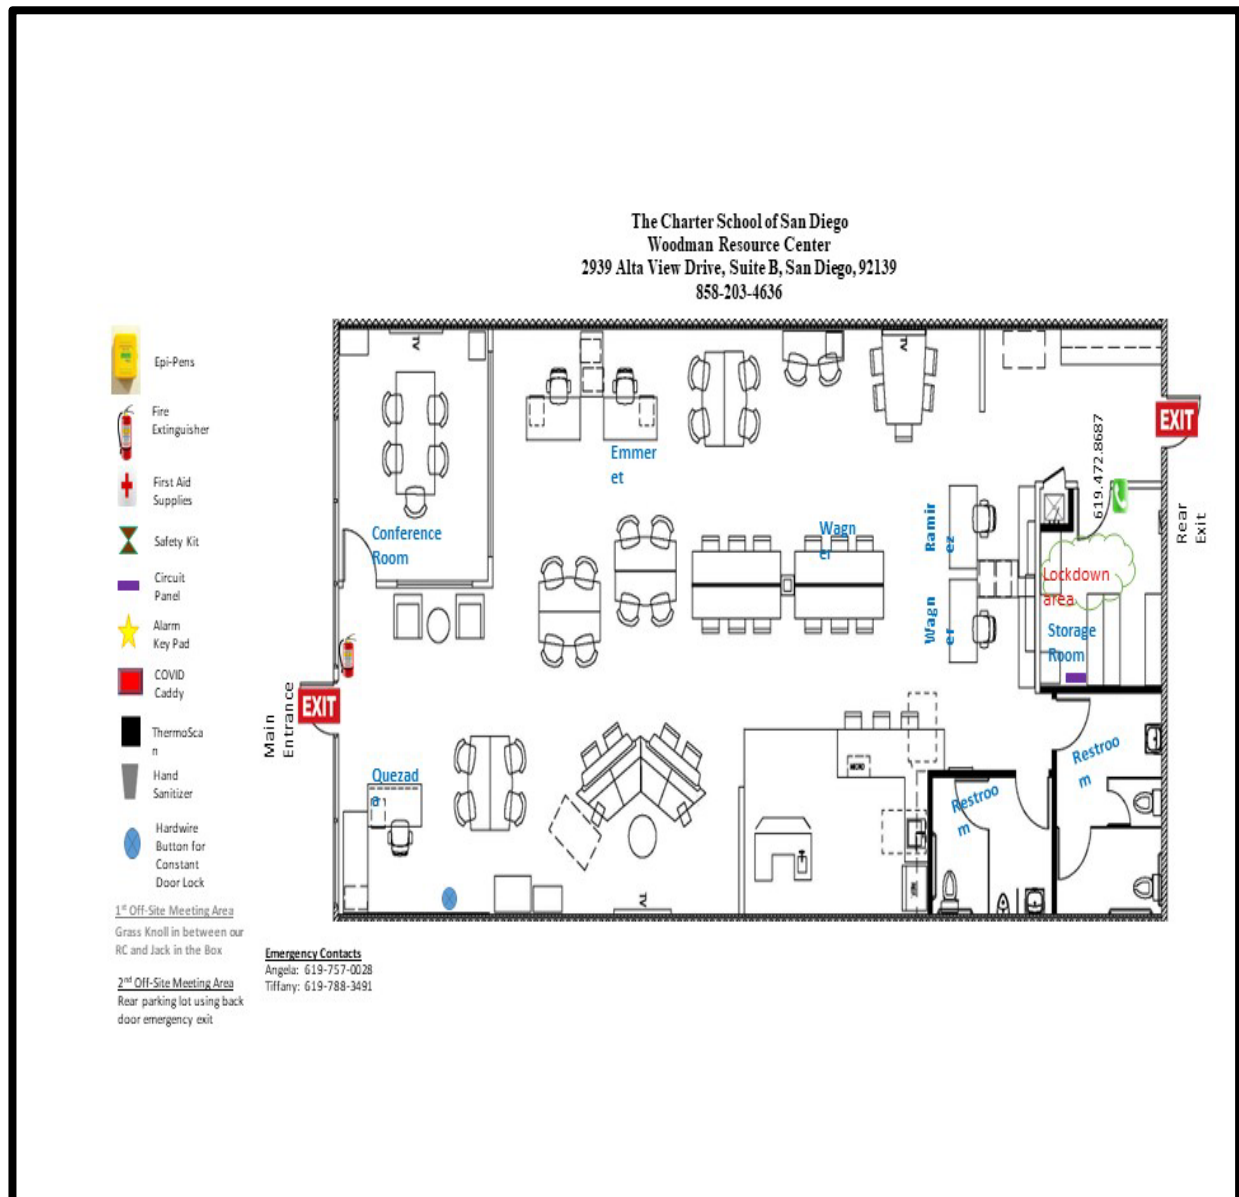 The Charter School of San Diego
Woodman Resource Center
2939 Alta View Drive, Suite B, San Diego, 92139
858-203-4636
Epi-Pens
Fire
Extinguisher
First Aid
Supplies
Safety Kit
Circuit
Panel
Alarm
Key Pad
COVID
Caddy
ThermoSca
n
Hand
Sanitizer
Hardwire
Button for
Constant
Door Lock
1st Off-Site Meeting Area
Grass Knoll in between our
RC and Jack in the Box
2nd Off-Site Meeting Area
Rear parking lot using back
door emergency exit
Emergency Contacts
Angela: 619-757-0028
Tiffany: 619-788-3491
TV
Conference
Room
Emmer
et
TV
Wagn
er
Ramir
ez
Wagn
er
619.472.8687
EXIT
Rear
Exit
Lockdown
area
Storage
Room
Main
Entrance
EXIT
Quezad
a
TV
MICRO
Restroo
m
Restroo
m